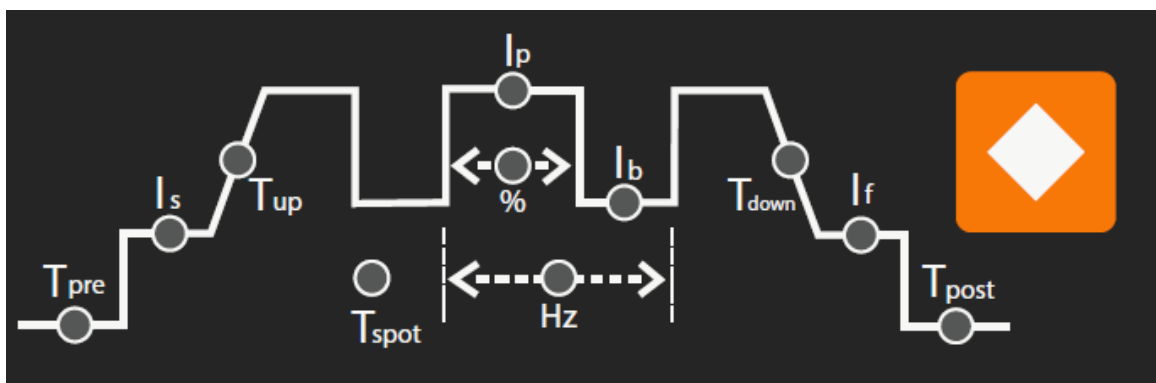 Ip
Is
Tup
%
Ib
Tdown
If
Tpre
Tspot
Hz
Tpost